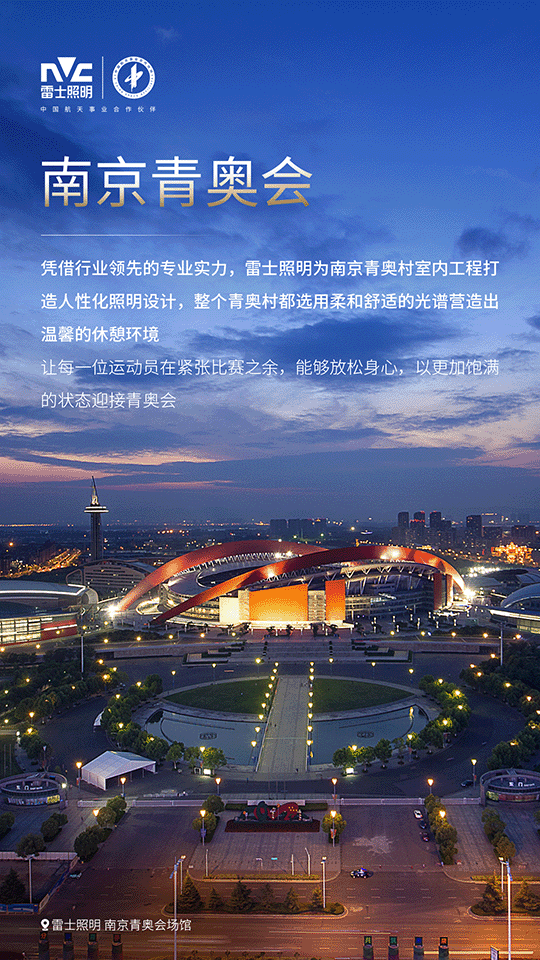 NVC
雷士照明
中国航天事业合作伙伴
南京青奥会
凭借行业领先的专业实力，雷士照明为南京青奥村室内工程打
造人性化照明设计，整个青奥村都选用柔和舒适的光谱营造出
温馨的休憩环境
让每一位运动员在紧张比赛之余，能够放松身心，以更加饱满
的状态迎接青奥会
雷士照明 南京青奥会场馆